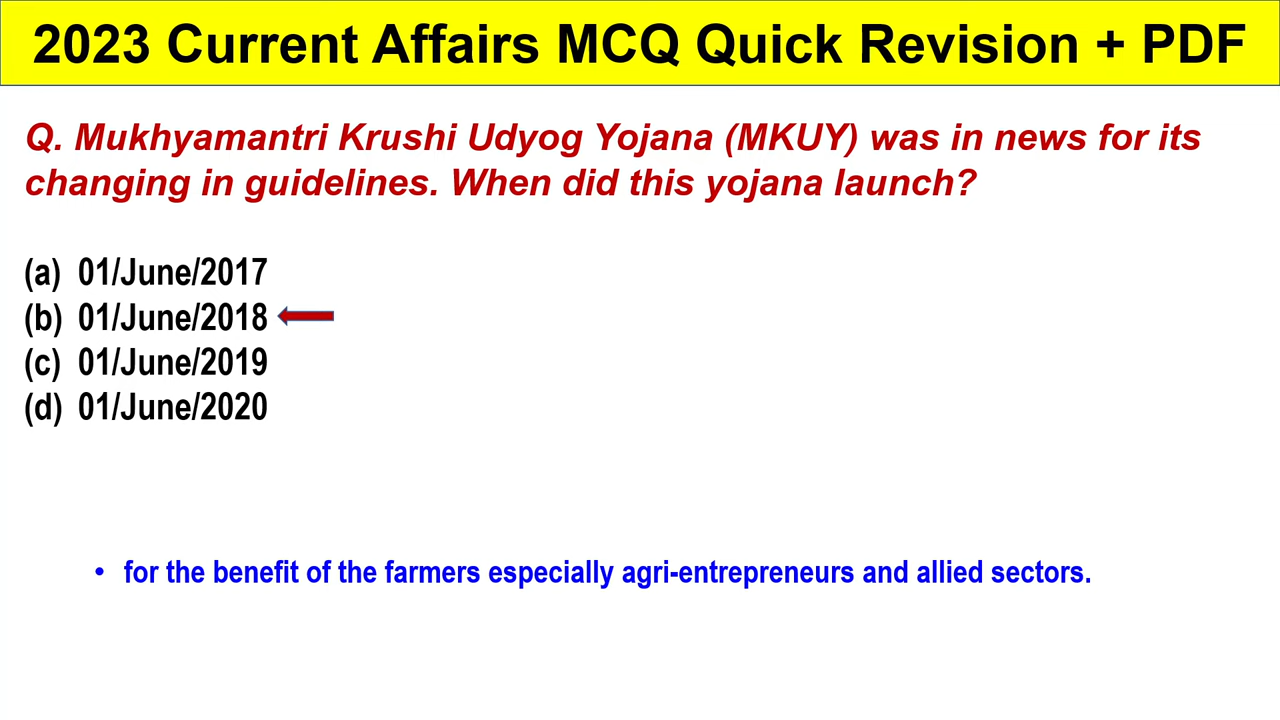 2023 Current Affairs MCQ Quick Revision + PDF
Q. Mukhyamantri Krushi Udyog Yojana (MKUY) was in news for its
changing in guidelines. When did this yojana launch?
(a) 01/June/2017
(b) 01/June/2018
(c) 01/June/2019
(d) 01/June/2020
• for the benefit of the farmers especially agri-entrepreneurs and allied sectors.